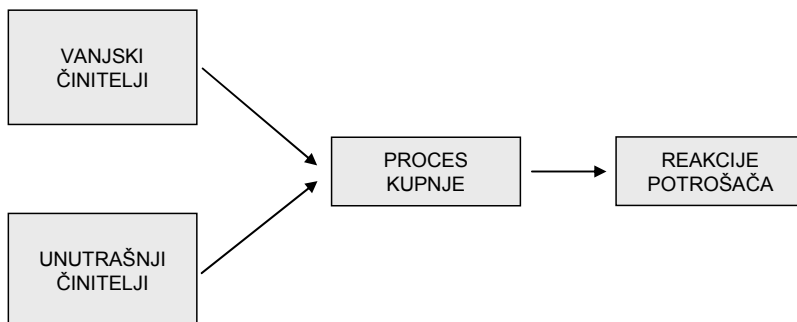 VANJSKI
ČINITELJI
PROCES
KUPNJE
REAKCIJE
POTROŠAČA
UNUTRAŠNJI
ČINITELJI